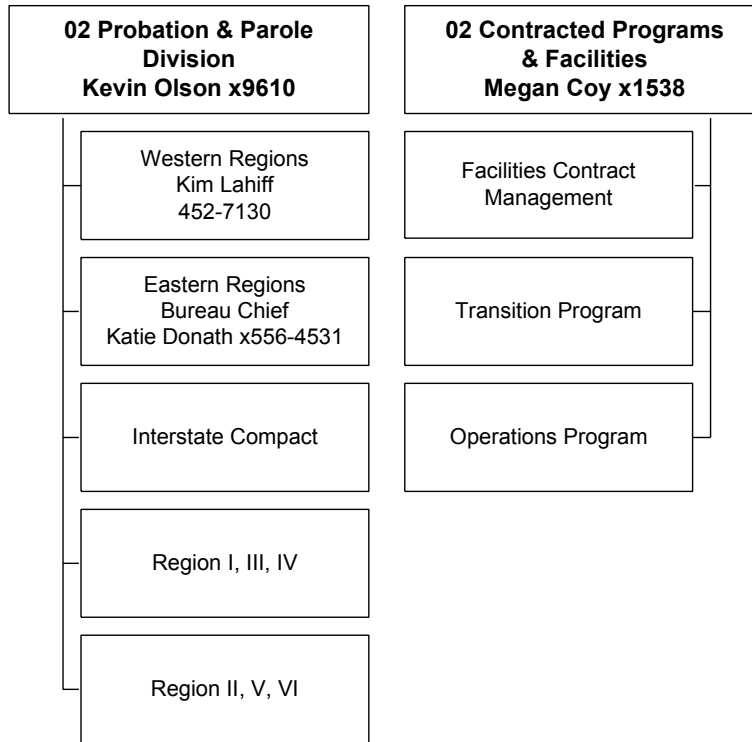 02 Probation & Parole
Division
Kevin Olson x9610
Western Regions
Kim Lahiff
452-7130
Eastern Regions
Bureau Chief
Katie Donath x556-4531
Interstate Compact
Region I, III, IV
Region II, V, VI
02 Contracted Programs
& Facilities
Megan Coy x1538
Facilities Contract
Management
Transition Program
Operations Program